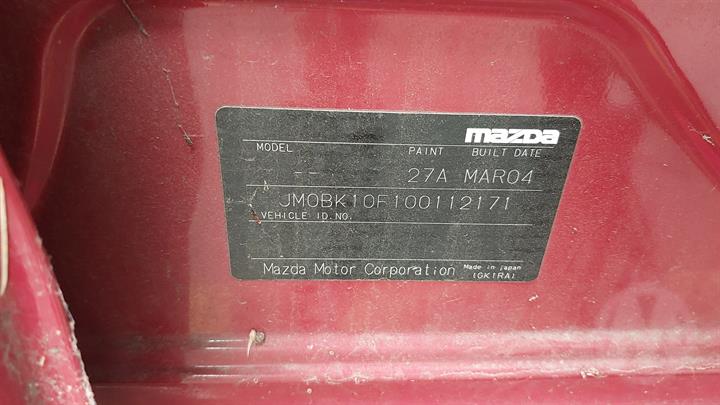 mazda
MODEL PAINT BUILT DATE
-- 27A MAR04
JM0BK10F100112171
VEHICLE ID.NO.
Mazda Motor Corporation Made in Japan
(GK1RA)